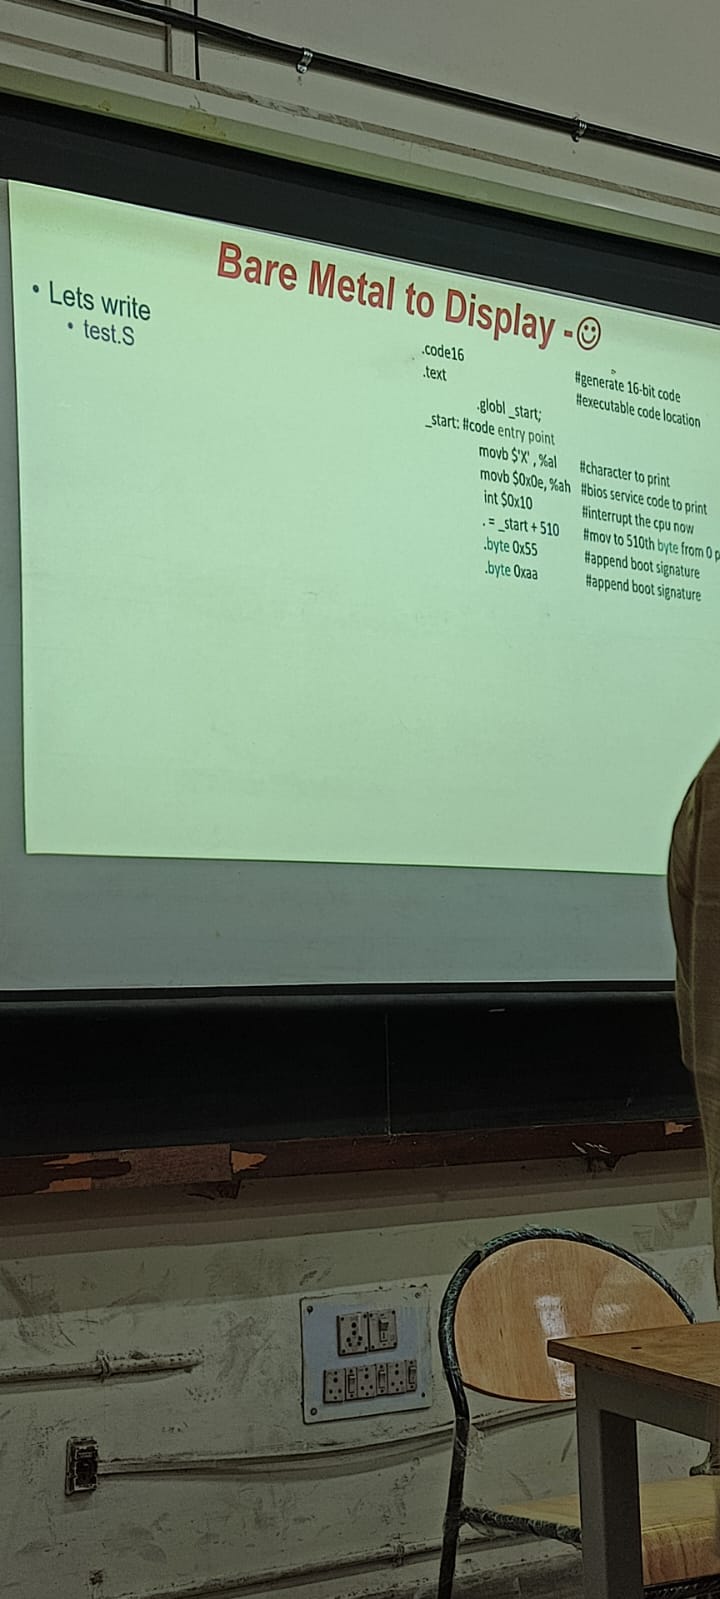 Bare Metal to Display -☺
• Lets write
• test.S
.code16 #generate 16-bit code
.text #executable code location
.globl _start;
_start: #code entry point
movb $'X' , %al #character to print
movb $0x0e, %ah #bios service code to print
int $0x10 #interrupt the cpu now
. = _start + 510 #mov to 510th byte from 0 p
.byte 0x55 #append boot signature
.byte 0xaa #append boot signature